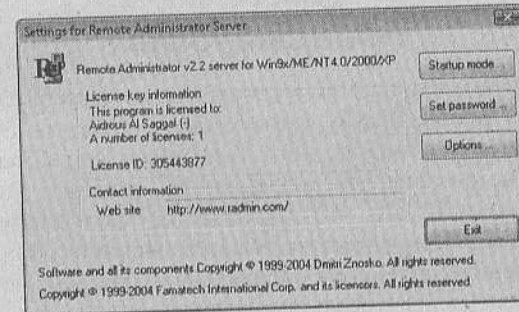 Settings for Remote Administrator Server
Remote Administrator v2.2 server for Win9x/ME/NT4.0/2000/XP
Startup mode ...
License key information
This program is licensed to:
Aidrous Al Saggal (-)
A number of licenses: 1
Set password ...
Options ...
License ID: 305443877
Contact information
Web site http://www.radmin.com/
Exit
Software and all its components Copyright © 1999-2004 Dmitri Znosko. All rights reserved.
Copyright © 1999-2004 Famatech International Corp. and its licensors. All rights reserved.